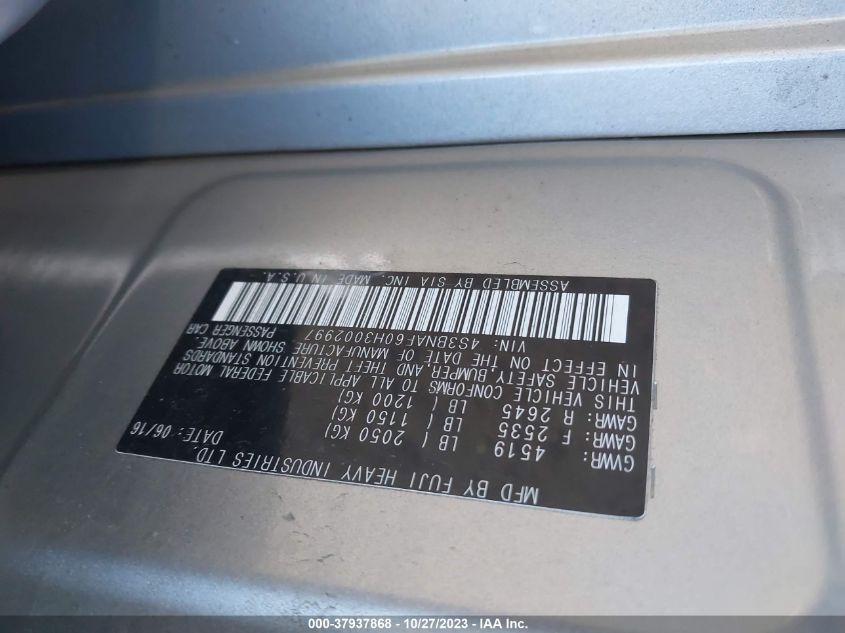 MFD BY FUJI HEAVY INDUSTRIES LTD.
DATE: 06/16
GVWR: 4519 LB ( 2050 KG)
GAWR: F 2535 LB ( 1150 KG)
GAWR: R 2645 LB ( 1200 KG)
THIS VEHICLE CONFORMS TO ALL APPLICABLE FEDERAL MOTOR
VEHICLE SAFETY, BUMPER, AND THEFT PREVENTION STANDARDS
IN EFFECT ON THE DATE OF MANUFACTURE SHOWN ABOVE.
VIN: 4S3BNAF60H3002997 PASSENGER CAR
ASSEMBLED BY SIA INC. MADE IN U.S.A.
000-37937868 - 10/27/2023 - IAA Inc.